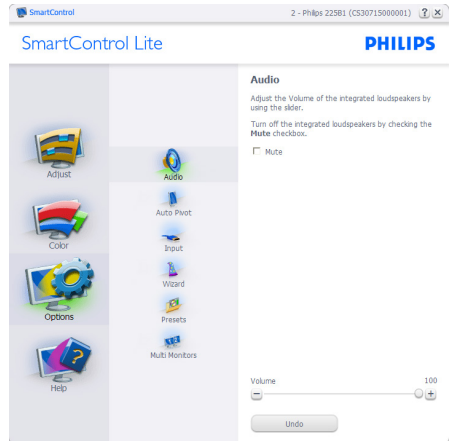 SmartControl
2 - Philips 225B1 (CS30715000001)
? X
SmartControl Lite
PHILIPS
Adjust
Color
Options
Help
Audio
Auto Pivot
Input
Wizard
Presets
Multi Monitors
Audio
Adjust the Volume of the integrated loudspeakers by
using the slider.
Turn off the integrated loudspeakers by checking the
Mute checkbox.
Mute
Volume 100
Undo